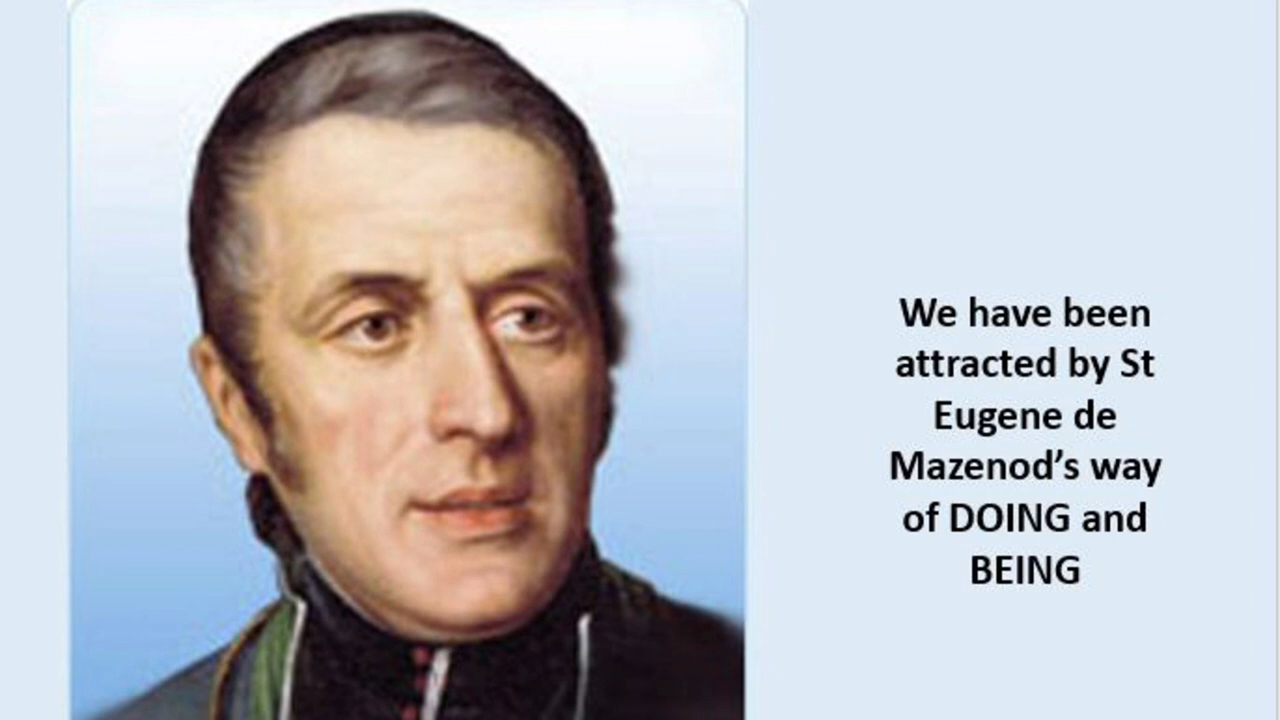 We have been
attracted by St
Eugene de
Mazenod’s way
of DOING and
BEING